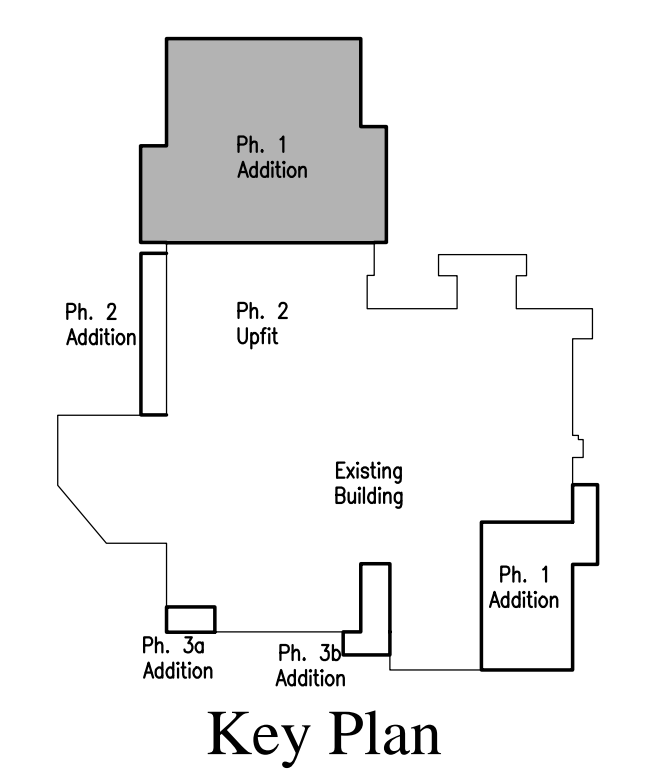 Ph. 1
Addition
Ph. 2
Addition
Ph. 2
Upfit
Existing
Building
Ph. 1
Addition
Ph. 3a
Addition
Ph. 3b
Addition
Key Plan